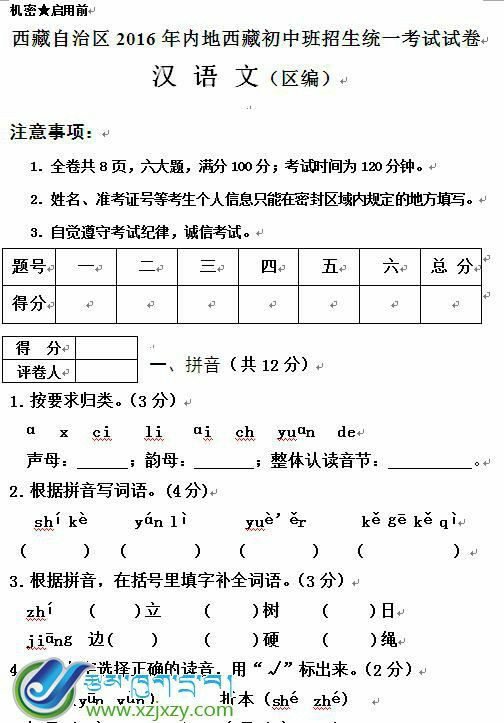 机密★启用前
西藏自治区 2016 年内地西藏初中班招生统一考试试卷
汉 语 文（区编）
注意事项：
1. 全卷共 8 页，六大题，满分 100 分；考试时间为 120 分钟。
2. 姓名、准考证号等考生个人信息只能在密封区域内规定的地方填写。
3. 自觉遵守考试纪律，诚信考试。
题号 一 二 三 四 五 六 总 分
得分
得 分
评卷人
一、拼音（共 12 分）
1. 按要求归类。（3 分）
ɑ x ci li ɑi ch yuɑn de
声母：______；韵母：_______；整体认读音节：__________。
2. 根据拼音写词语。（4 分）
shí kè yán lì yuè’ěr kě gē kě qì
( ) ( ) ( ) ( )
3. 根据拼音，在括号里填字补全词语。（3 分）
zhí ( )立 ( )树 ( )日
jiāng 边( ) ( )硬 ( )绳
4 选择正确的读音，用“√”标出来。（2 分）
(yūn yùn) 折本（shé zhé）
www.xzjxzy.com